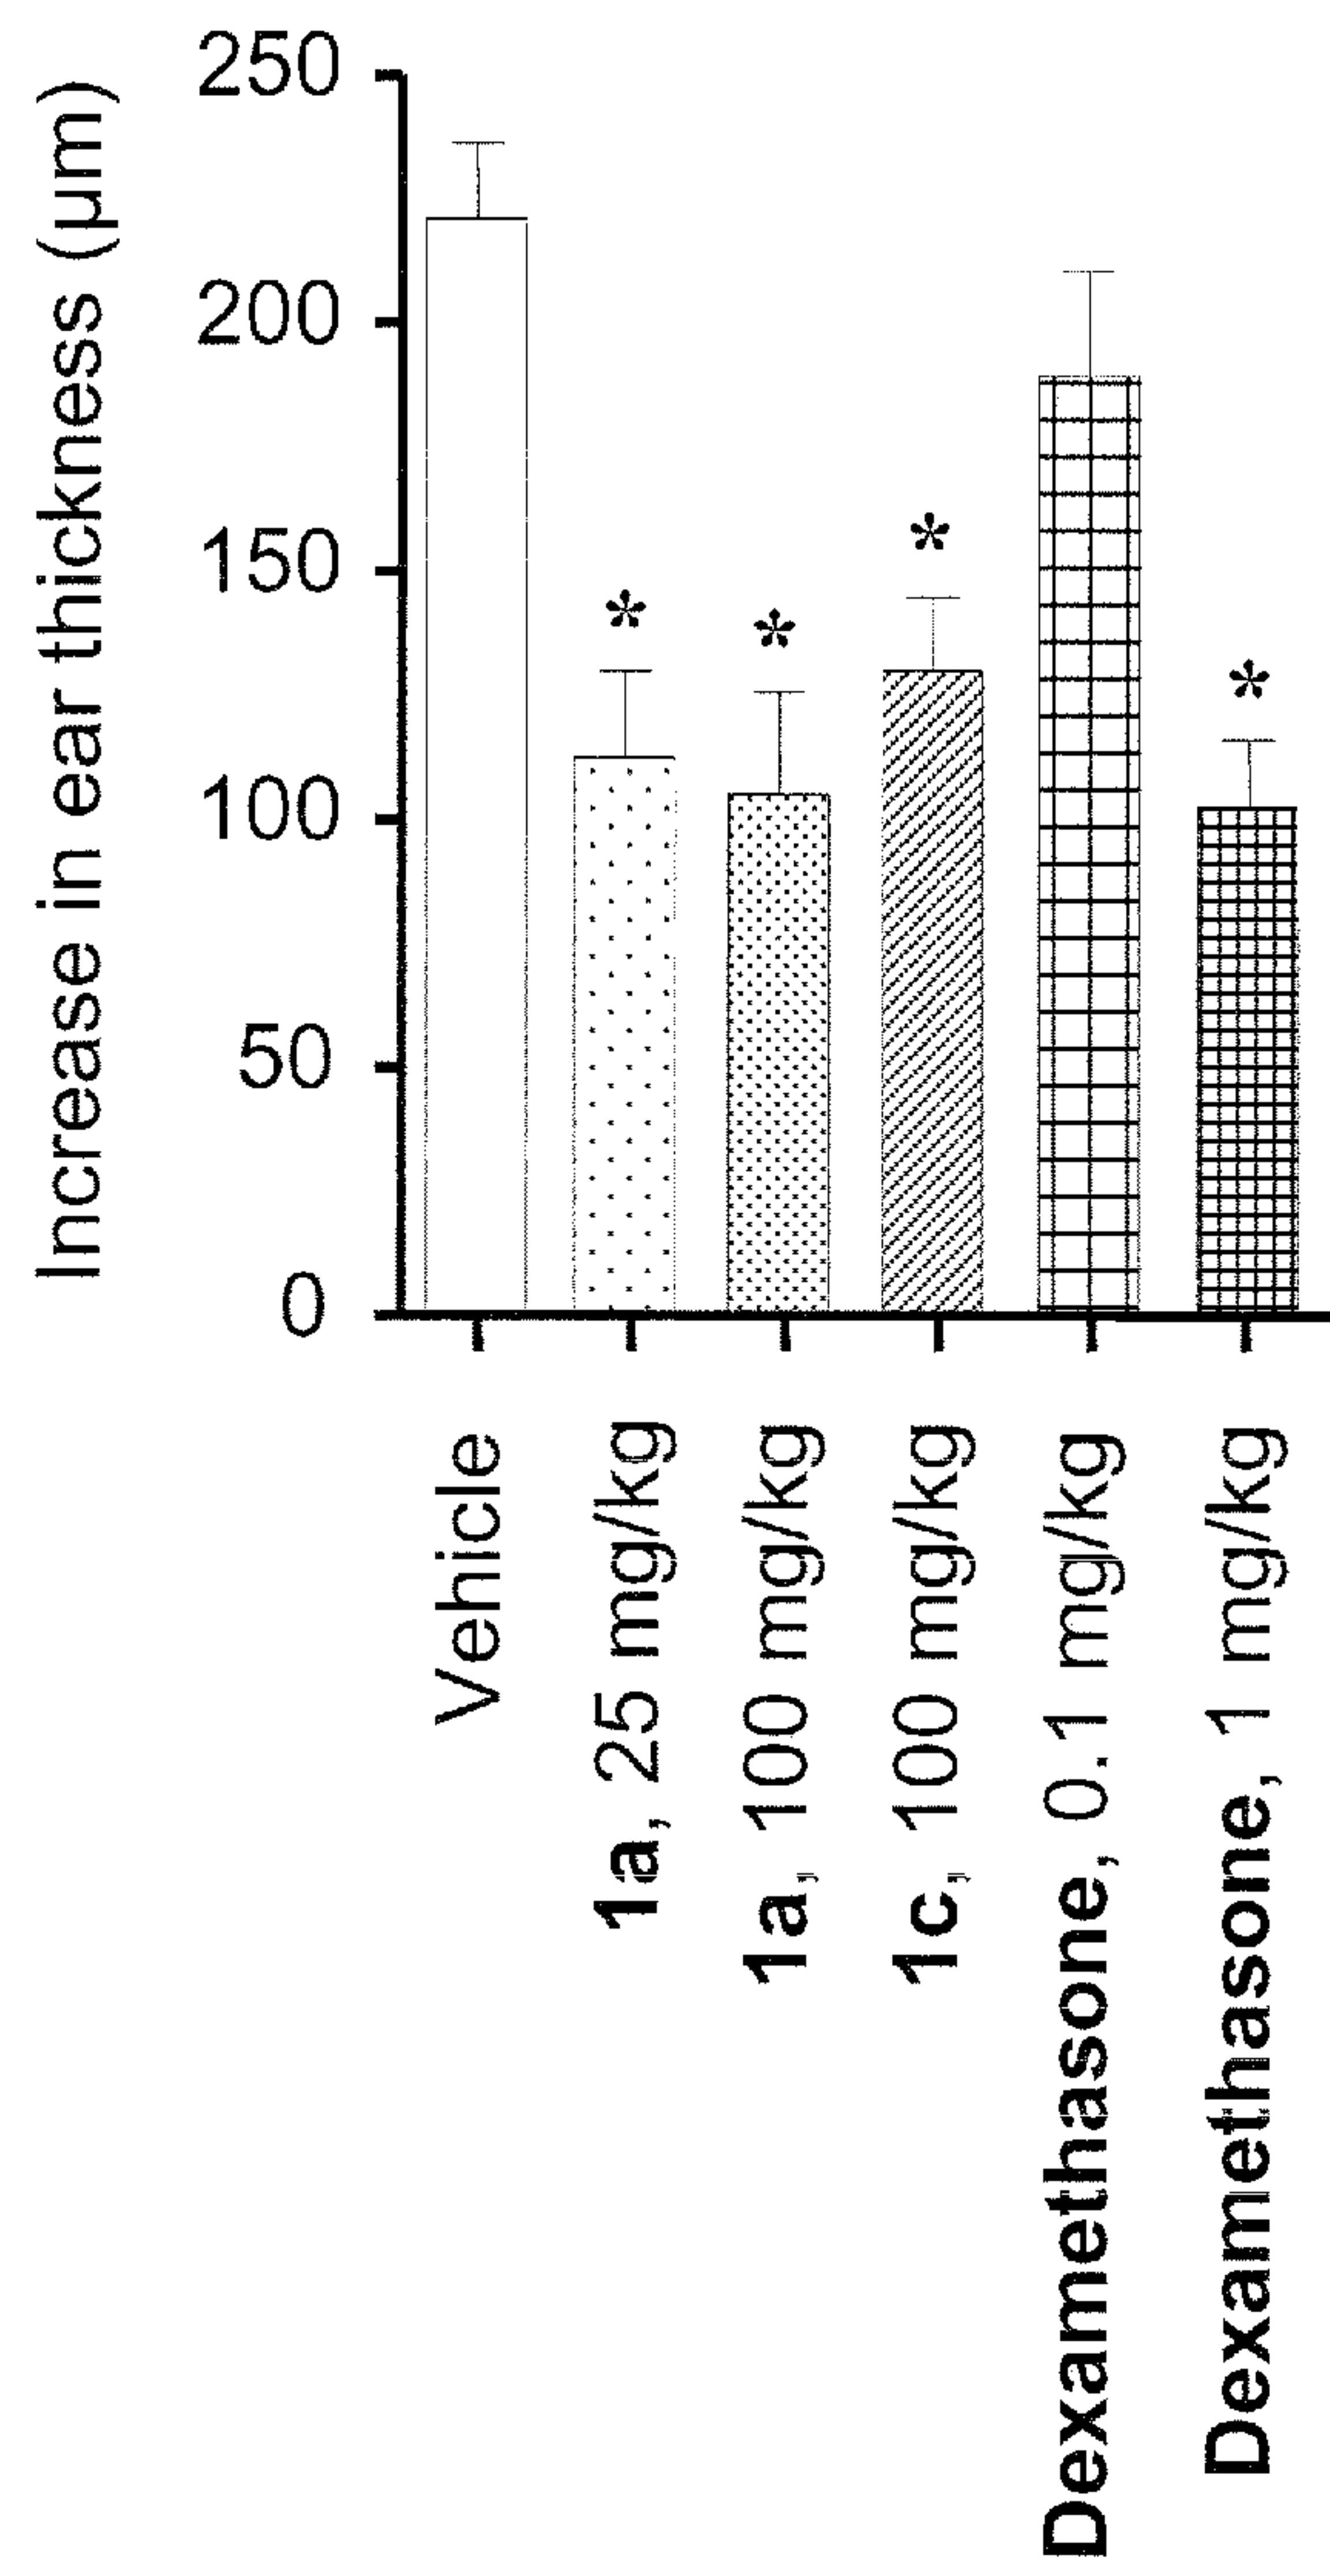 Increase in ear thickness (µm)
250
200
150
100
50
0
*
*
*
*
Vehicle
1a, 25 mg/kg
1a, 100 mg/kg
1c, 100 mg/kg
Dexamethasone, 0.1 mg/kg
Dexamethasone, 1 mg/kg